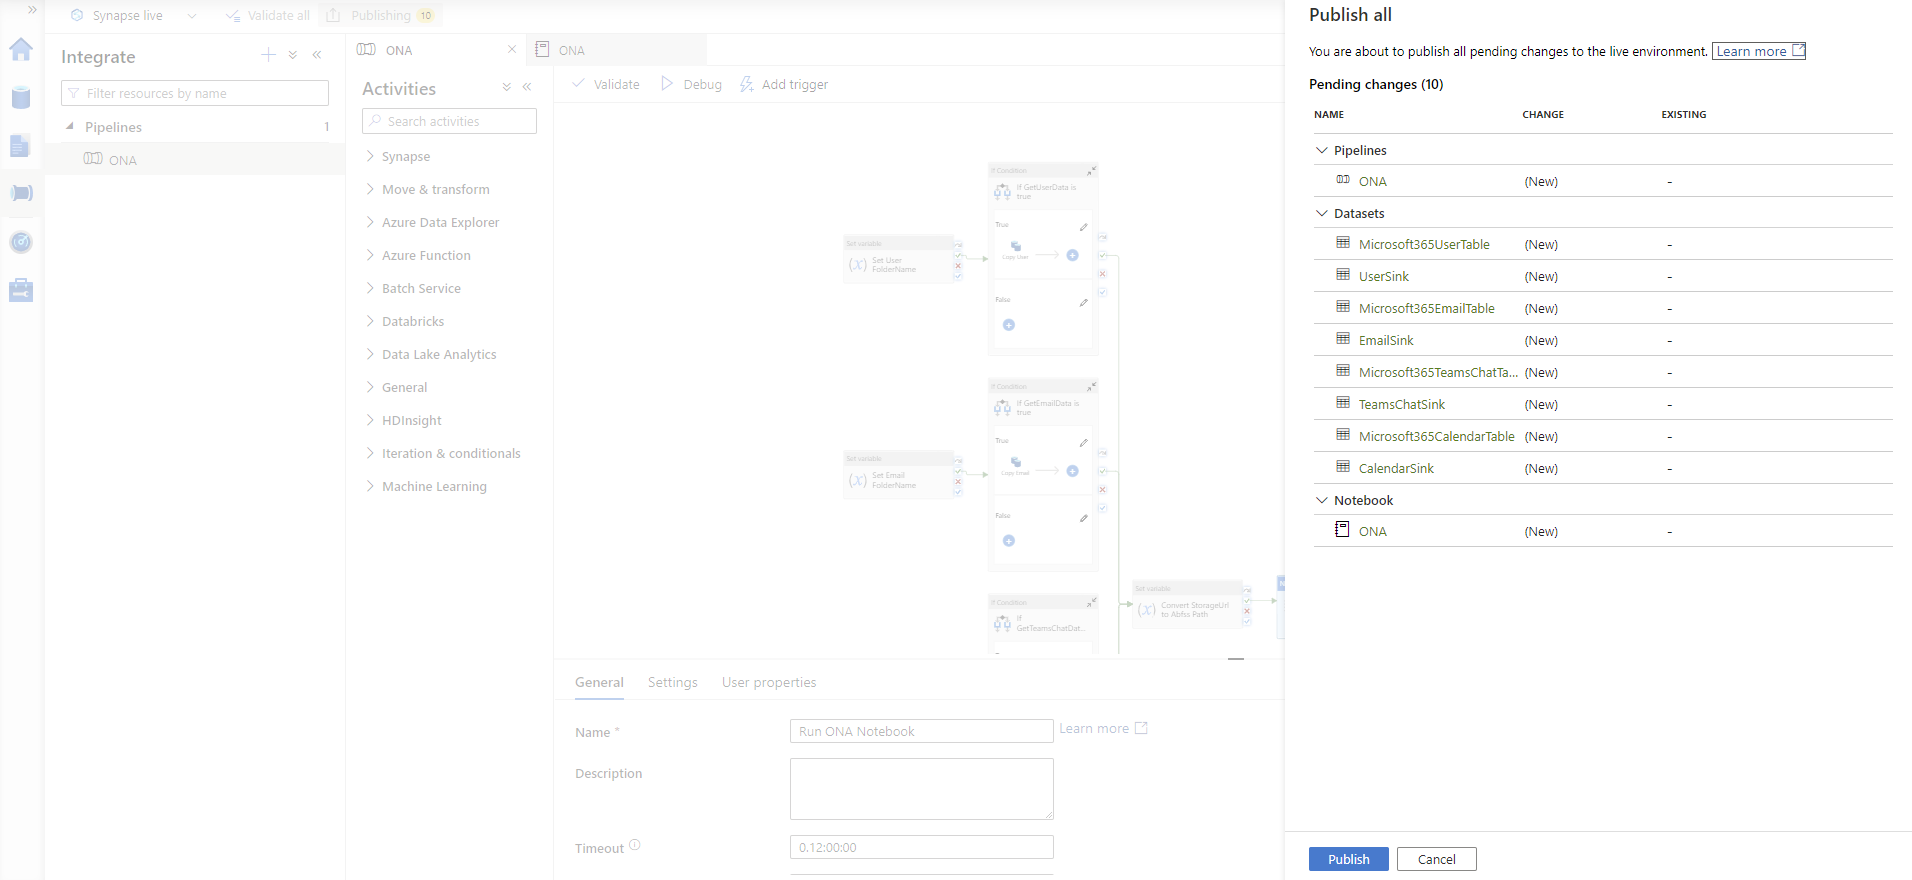 Synapse live
Validate all
Publishing 10
Integrate
Filter resources by name
Pipelines 1
ONA
ONA
ONA
Activities
Search activities
Synapse
Move & transform
Azure Data Explorer
Azure Function
Batch Service
Databricks
Data Lake Analytics
General
HDInsight
Iteration & conditionals
Machine Learning
Validate
Debug
Add trigger
Set variable
Set User
FolderName
If Condition
If GetUserData is
true
True
Copy User
False
Set variable
Set Email
FolderName
If Condition
If GetEmailData is
true
True
Copy Email
False
If Condition
If
GetTeamsChatDat...
Set variable
Convert StorageUrl
to Abfss Path
General
Settings
User properties
Name *
Run ONA Notebook
Learn more
Description
Timeout
0.12:00:00
Publish all
You are about to publish all pending changes to the live environment. Learn more
Pending changes (10)
NAME CHANGE EXISTING
Pipelines
ONA (New) -
Datasets
Microsoft365UserTable (New) -
UserSink (New) -
Microsoft365EmailTable (New) -
EmailSink (New) -
Microsoft365TeamsChatTa... (New) -
TeamsChatSink (New) -
Microsoft365CalendarTable (New) -
CalendarSink (New) -
Notebook
ONA (New) -
Publish
Cancel